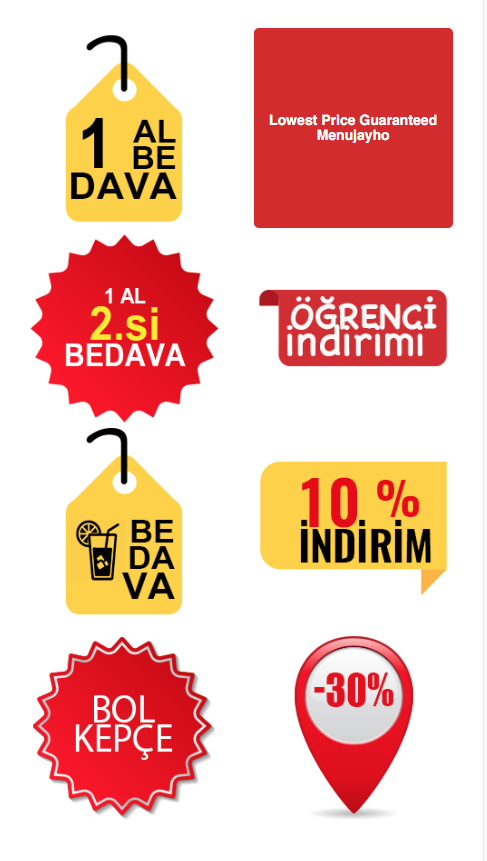 1 AL
BE
DAVA
Lowest Price Guaranteed
Menujayho
1 AL
2.si
BEDAVA
.ÖĞRENCİ
indirimi
BE
DA
VA
10 %
İNDİRİM
BOL
KEPÇE
-30%